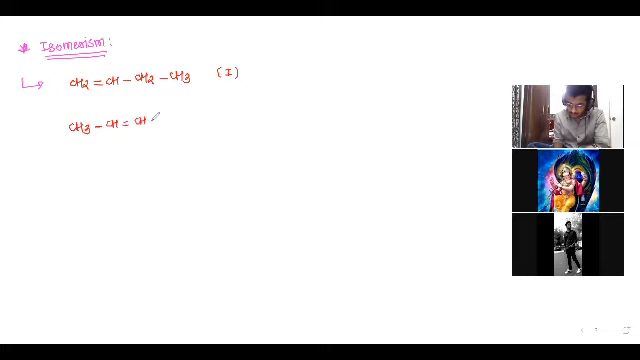 * Isomerism:
↳ CH2 = CH - CH2 - CH3 (I)
CH3 - CH = CH